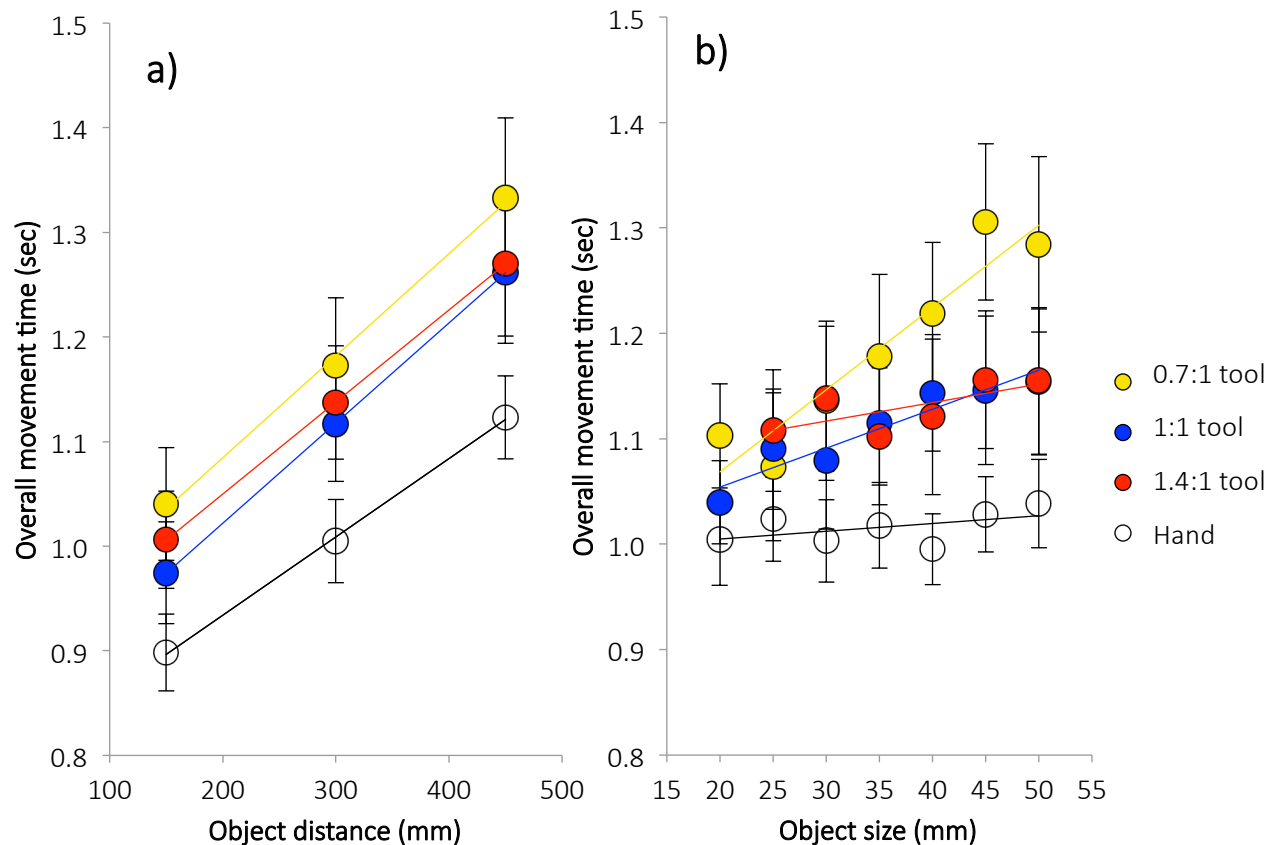 a)
Overall movement time (sec)
1.5
1.4
1.3
1.2
1.1
1.0
0.9
0.8
100 200 300 400 500
Object distance (mm)
b)
Overall movement time (sec)
1.5
1.4
1.3
1.2
1.1
1.0
0.9
0.8
15 20 25 30 35 40 45 50 55
Object size (mm)
0.7:1 tool
1:1 tool
1.4:1 tool
Hand